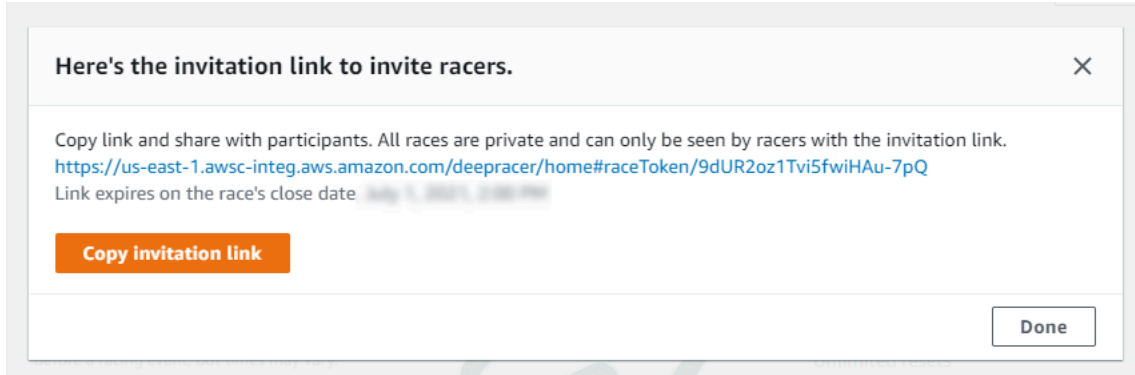 Here's the invitation link to invite racers.
Copy link and share with participants. All races are private and can only be seen by racers with the invitation link.
https://us-east-1.awsc-integ.aws.amazon.com/deepracer/home#raceToken/9dUR2oz1Tvi5fwiHAu-7pQ
Link expires on the race's close date
Copy invitation link
Done